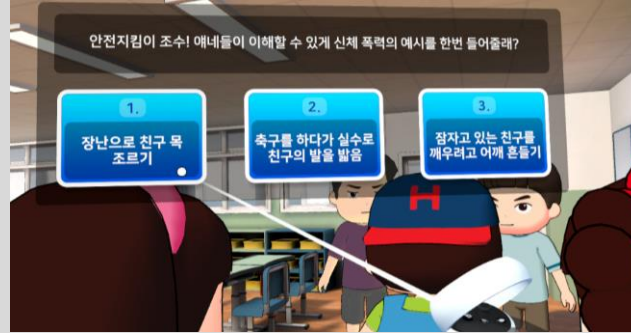 안전지킴이 조수! 얘네들이 이해할 수 있게 신체 폭력의 예시를 한번 들어줄래?
1.
장난으로 친구 목
조르기
2.
축구를 하다가 실수로
친구의 발을 밟음
3.
잠자고 있는 친구를
깨우려고 어깨 흔들기
H